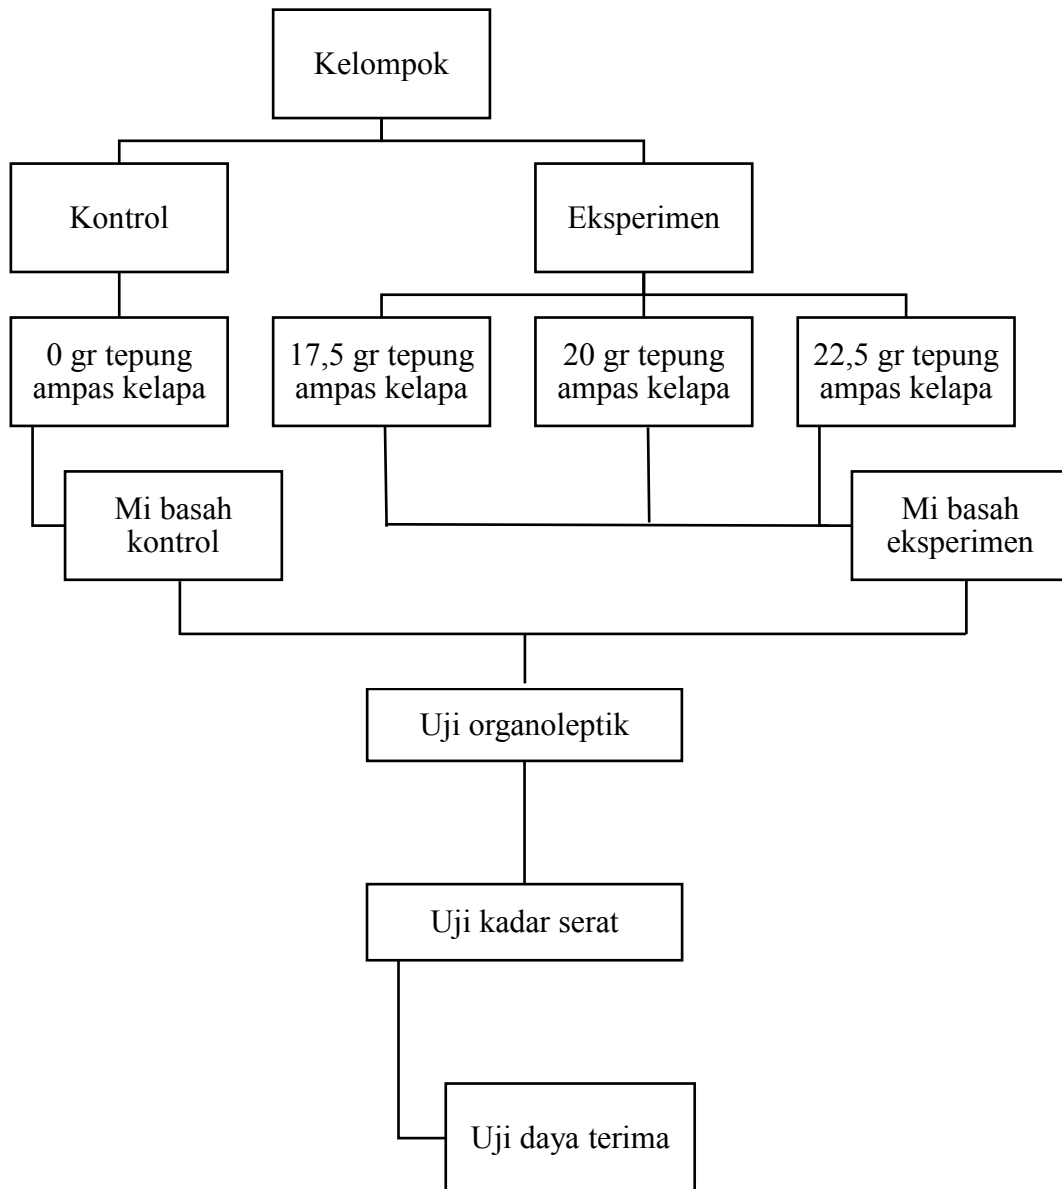 Kelompok
Kontrol
Eksperimen
0 gr tepung
ampas kelapa
17,5 gr tepung
ampas kelapa
20 gr tepung
ampas kelapa
22,5 gr tepung
ampas kelapa
Mi basah
kontrol
Mi basah
eksperimen
Uji organoleptik
Uji kadar serat
Uji daya terima